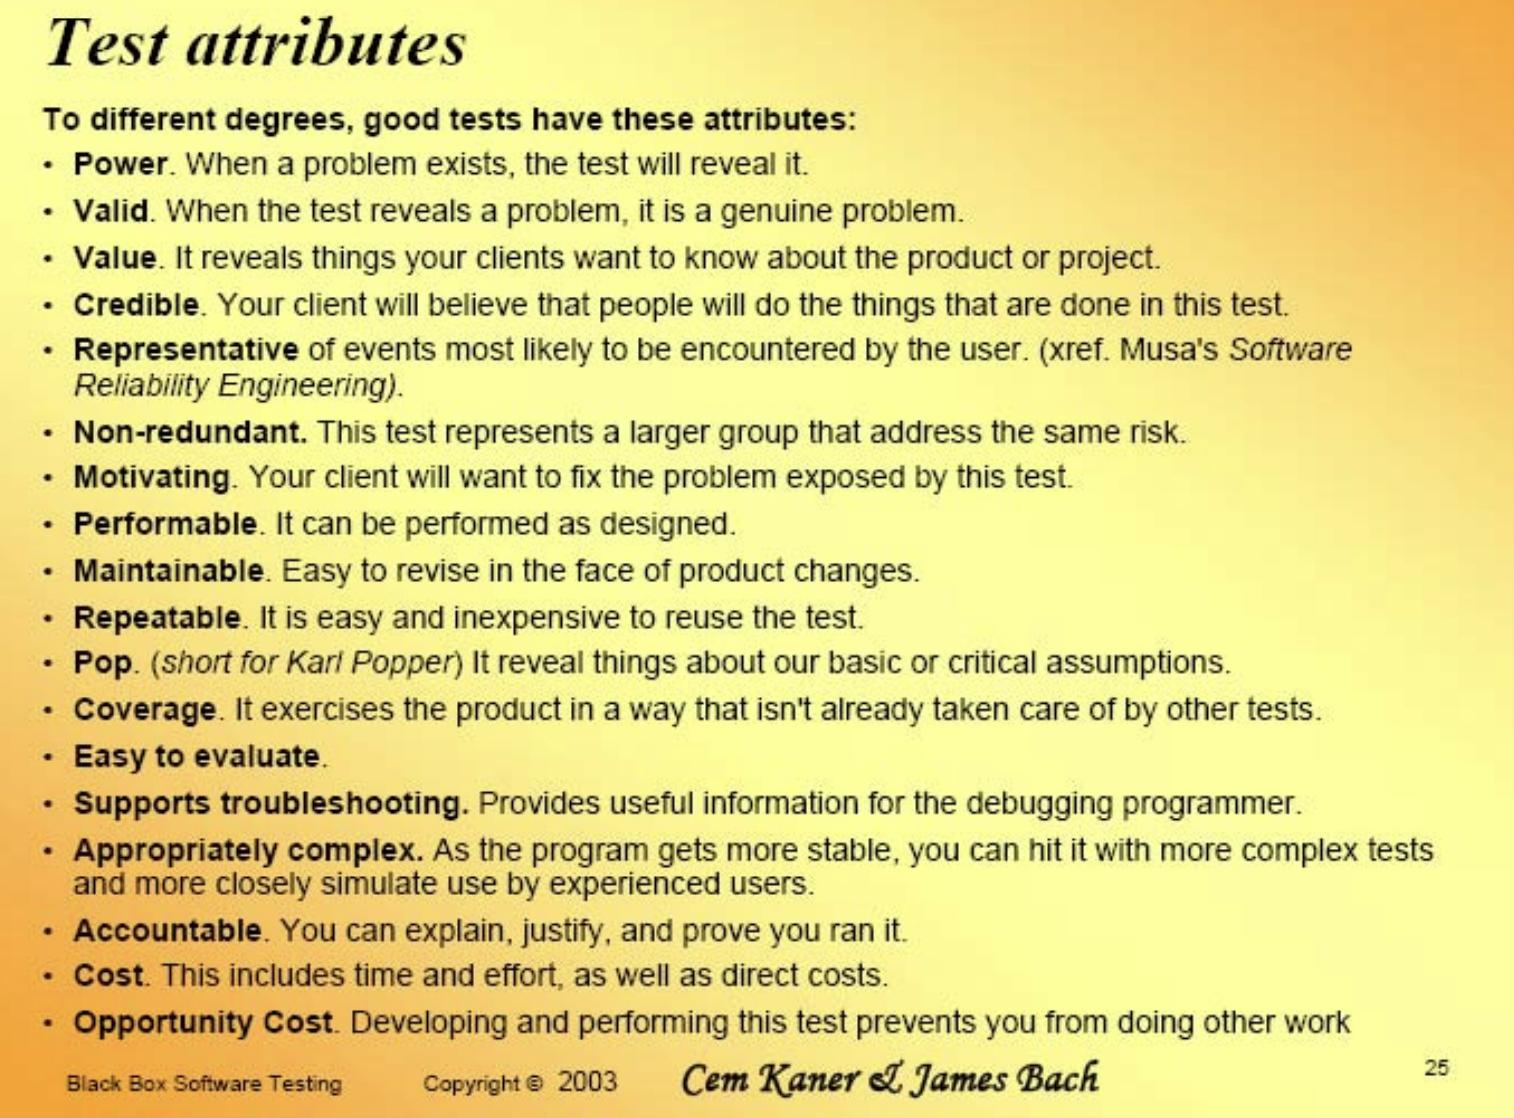 Test attributes
To different degrees, good tests have these attributes:
• Power. When a problem exists, the test will reveal it.
• Valid. When the test reveals a problem, it is a genuine problem.
• Value. It reveals things your clients want to know about the product or project.
• Credible. Your client will believe that people will do the things that are done in this test.
• Representative of events most likely to be encountered by the user. (xref. Musa's Software
Reliability Engineering).
• Non-redundant. This test represents a larger group that address the same risk.
• Motivating. Your client will want to fix the problem exposed by this test.
• Performable. It can be performed as designed.
• Maintainable. Easy to revise in the face of product changes.
• Repeatable. It is easy and inexpensive to reuse the test.
• Pop. (short for Karl Popper) It reveal things about our basic or critical assumptions.
• Coverage. It exercises the product in a way that isn't already taken care of by other tests.
• Easy to evaluate.
• Supports troubleshooting. Provides useful information for the debugging programmer.
• Appropriately complex. As the program gets more stable, you can hit it with more complex tests
and more closely simulate use by experienced users.
• Accountable. You can explain, justify, and prove you ran it.
• Cost. This includes time and effort, as well as direct costs.
• Opportunity Cost. Developing and performing this test prevents you from doing other work
Black Box Software Testing Copyright © 2003 Cem Kaner & James Bach 25